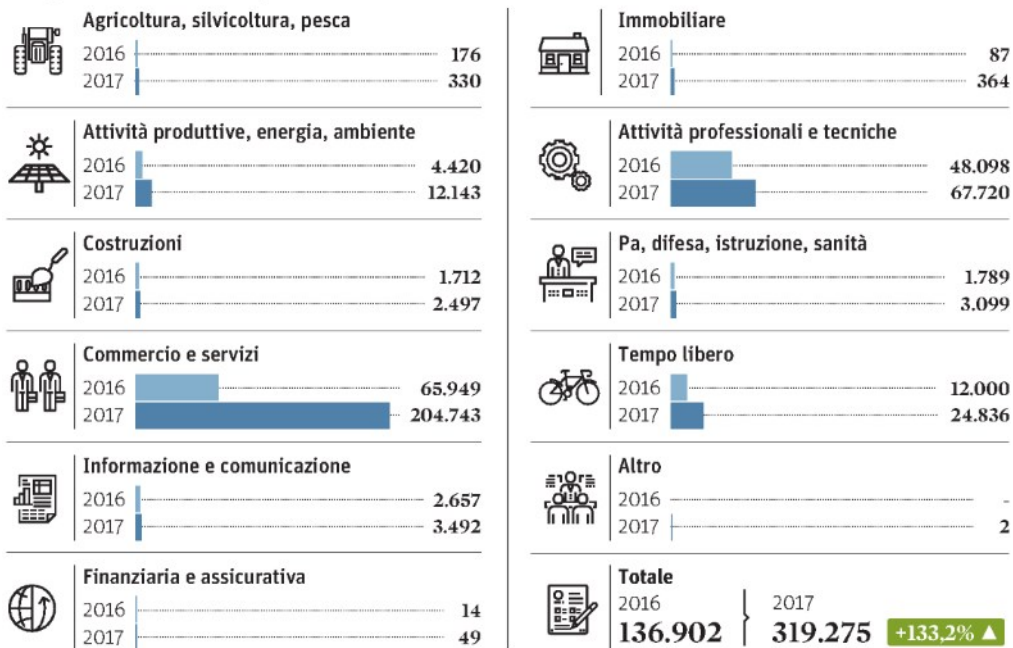 Agricoltura, silvicoltura, pesca
2016 176
2017 330
Attività produttive, energia, ambiente
2016 4.420
2017 12.143
Costruzioni
2016 1.712
2017 2.497
Commercio e servizi
2016 65.949
2017 204.743
Informazione e comunicazione
2016 2.657
2017 3.492
Finanziaria e assicurativa
2016 14
2017 49
Immobiliare
2016 87
2017 364
Attività professionali e tecniche
2016 48.098
2017 67.720
Pa, difesa, istruzione, sanità
2016 1.789
2017 3.099
Tempo libero
2016 12.000
2017 24.836
Altro
2016 -
2017 2
Totale
2016 2017
136.902 319.275 +133,2% ▲